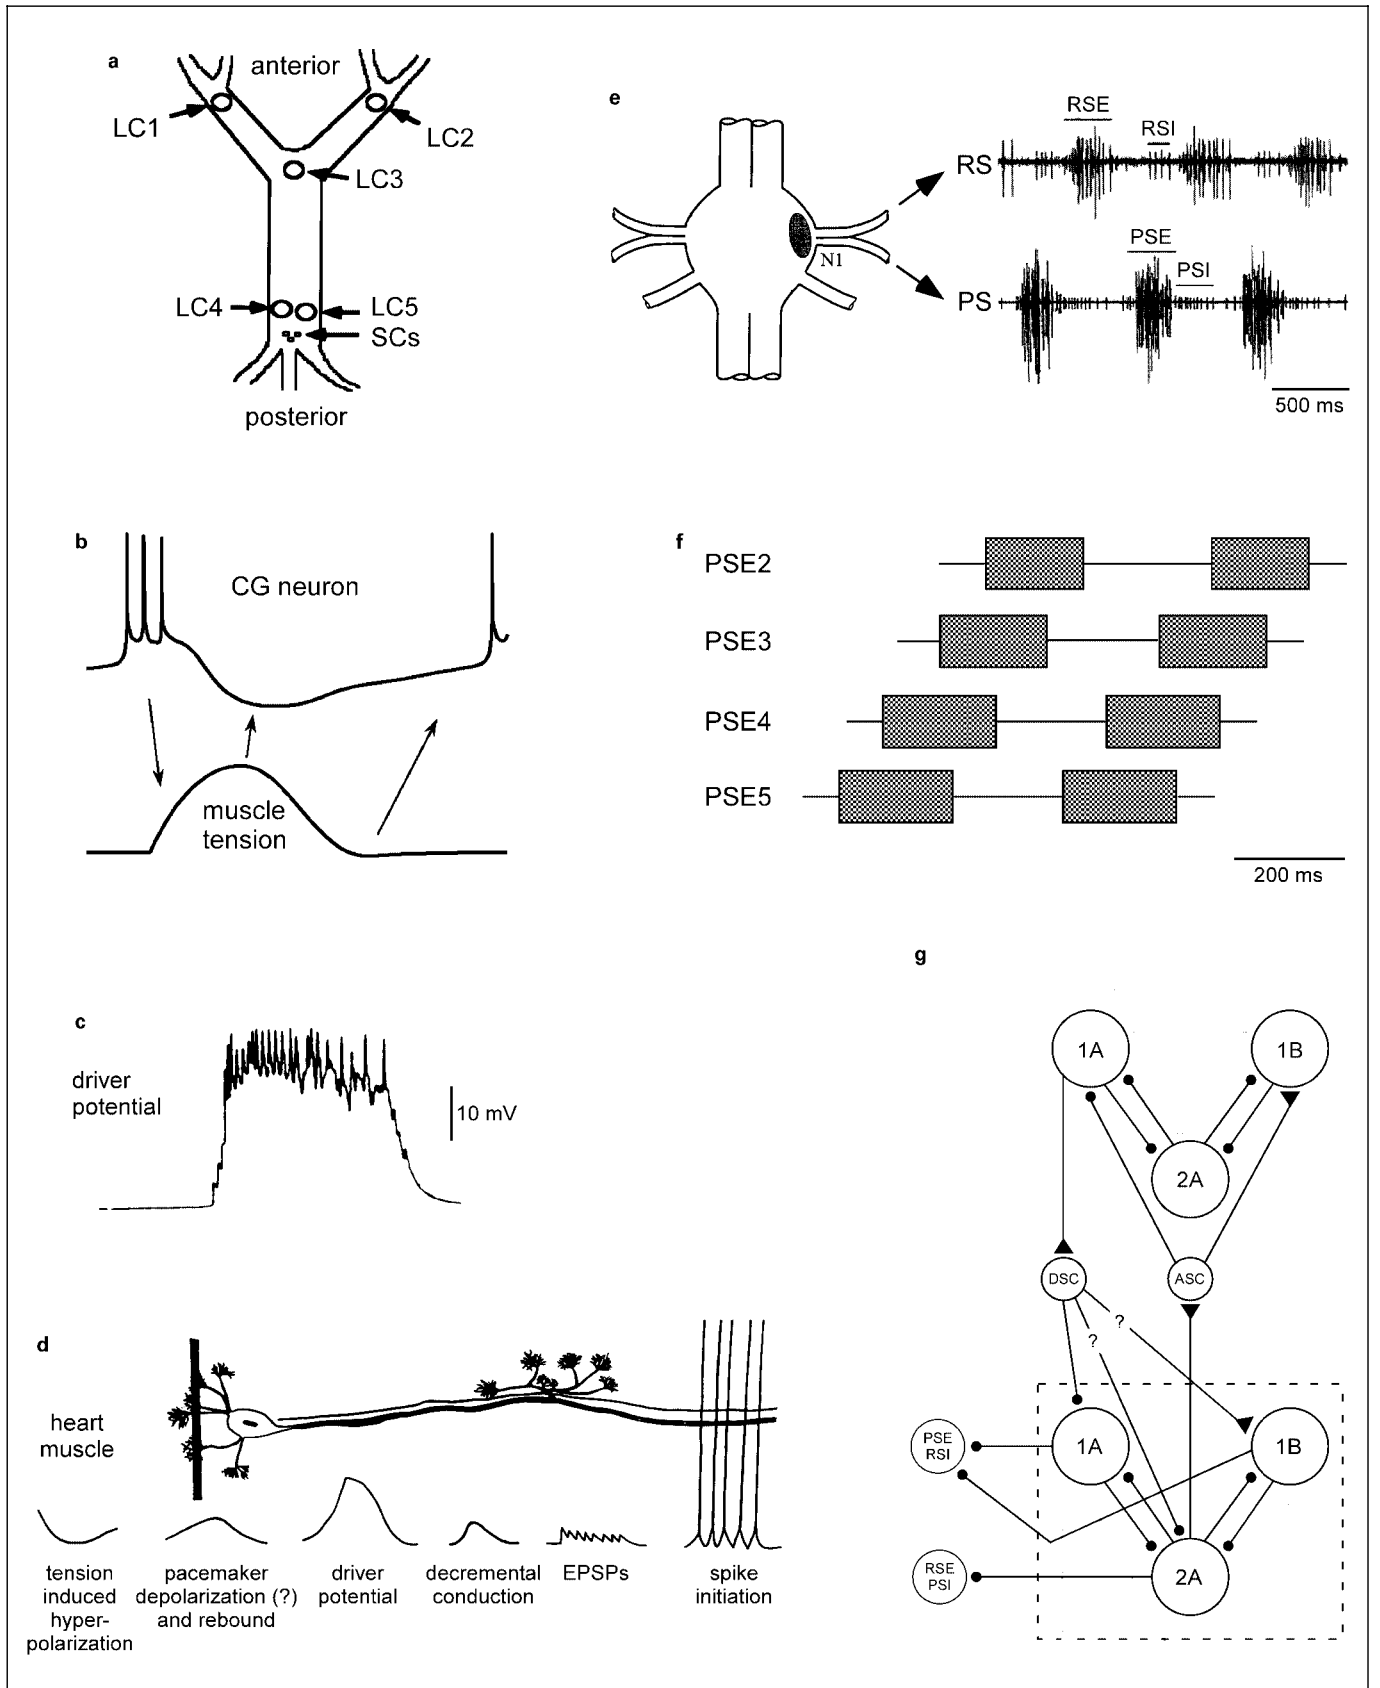 a
anterior
LC1
LC2
LC3
LC4
LC5
SCs
posterior
b
CG neuron
muscle
tension
c
driver
potential
10 mV
d
heart
muscle
tension
induced
hyper-
polarization
pacemaker
depolarization (?)
and rebound
driver
potential
decremental
conduction
EPSPs
spike
initiation
e
N1
RSE
RSI
RS
PSE
PSI
PS
500 ms
f
PSE2
PSE3
PSE4
PSE5
200 ms
g
1A
1B
2A
DSC
ASC
?
?
PSE
RSI
1A
1B
RSE
PSI
2A